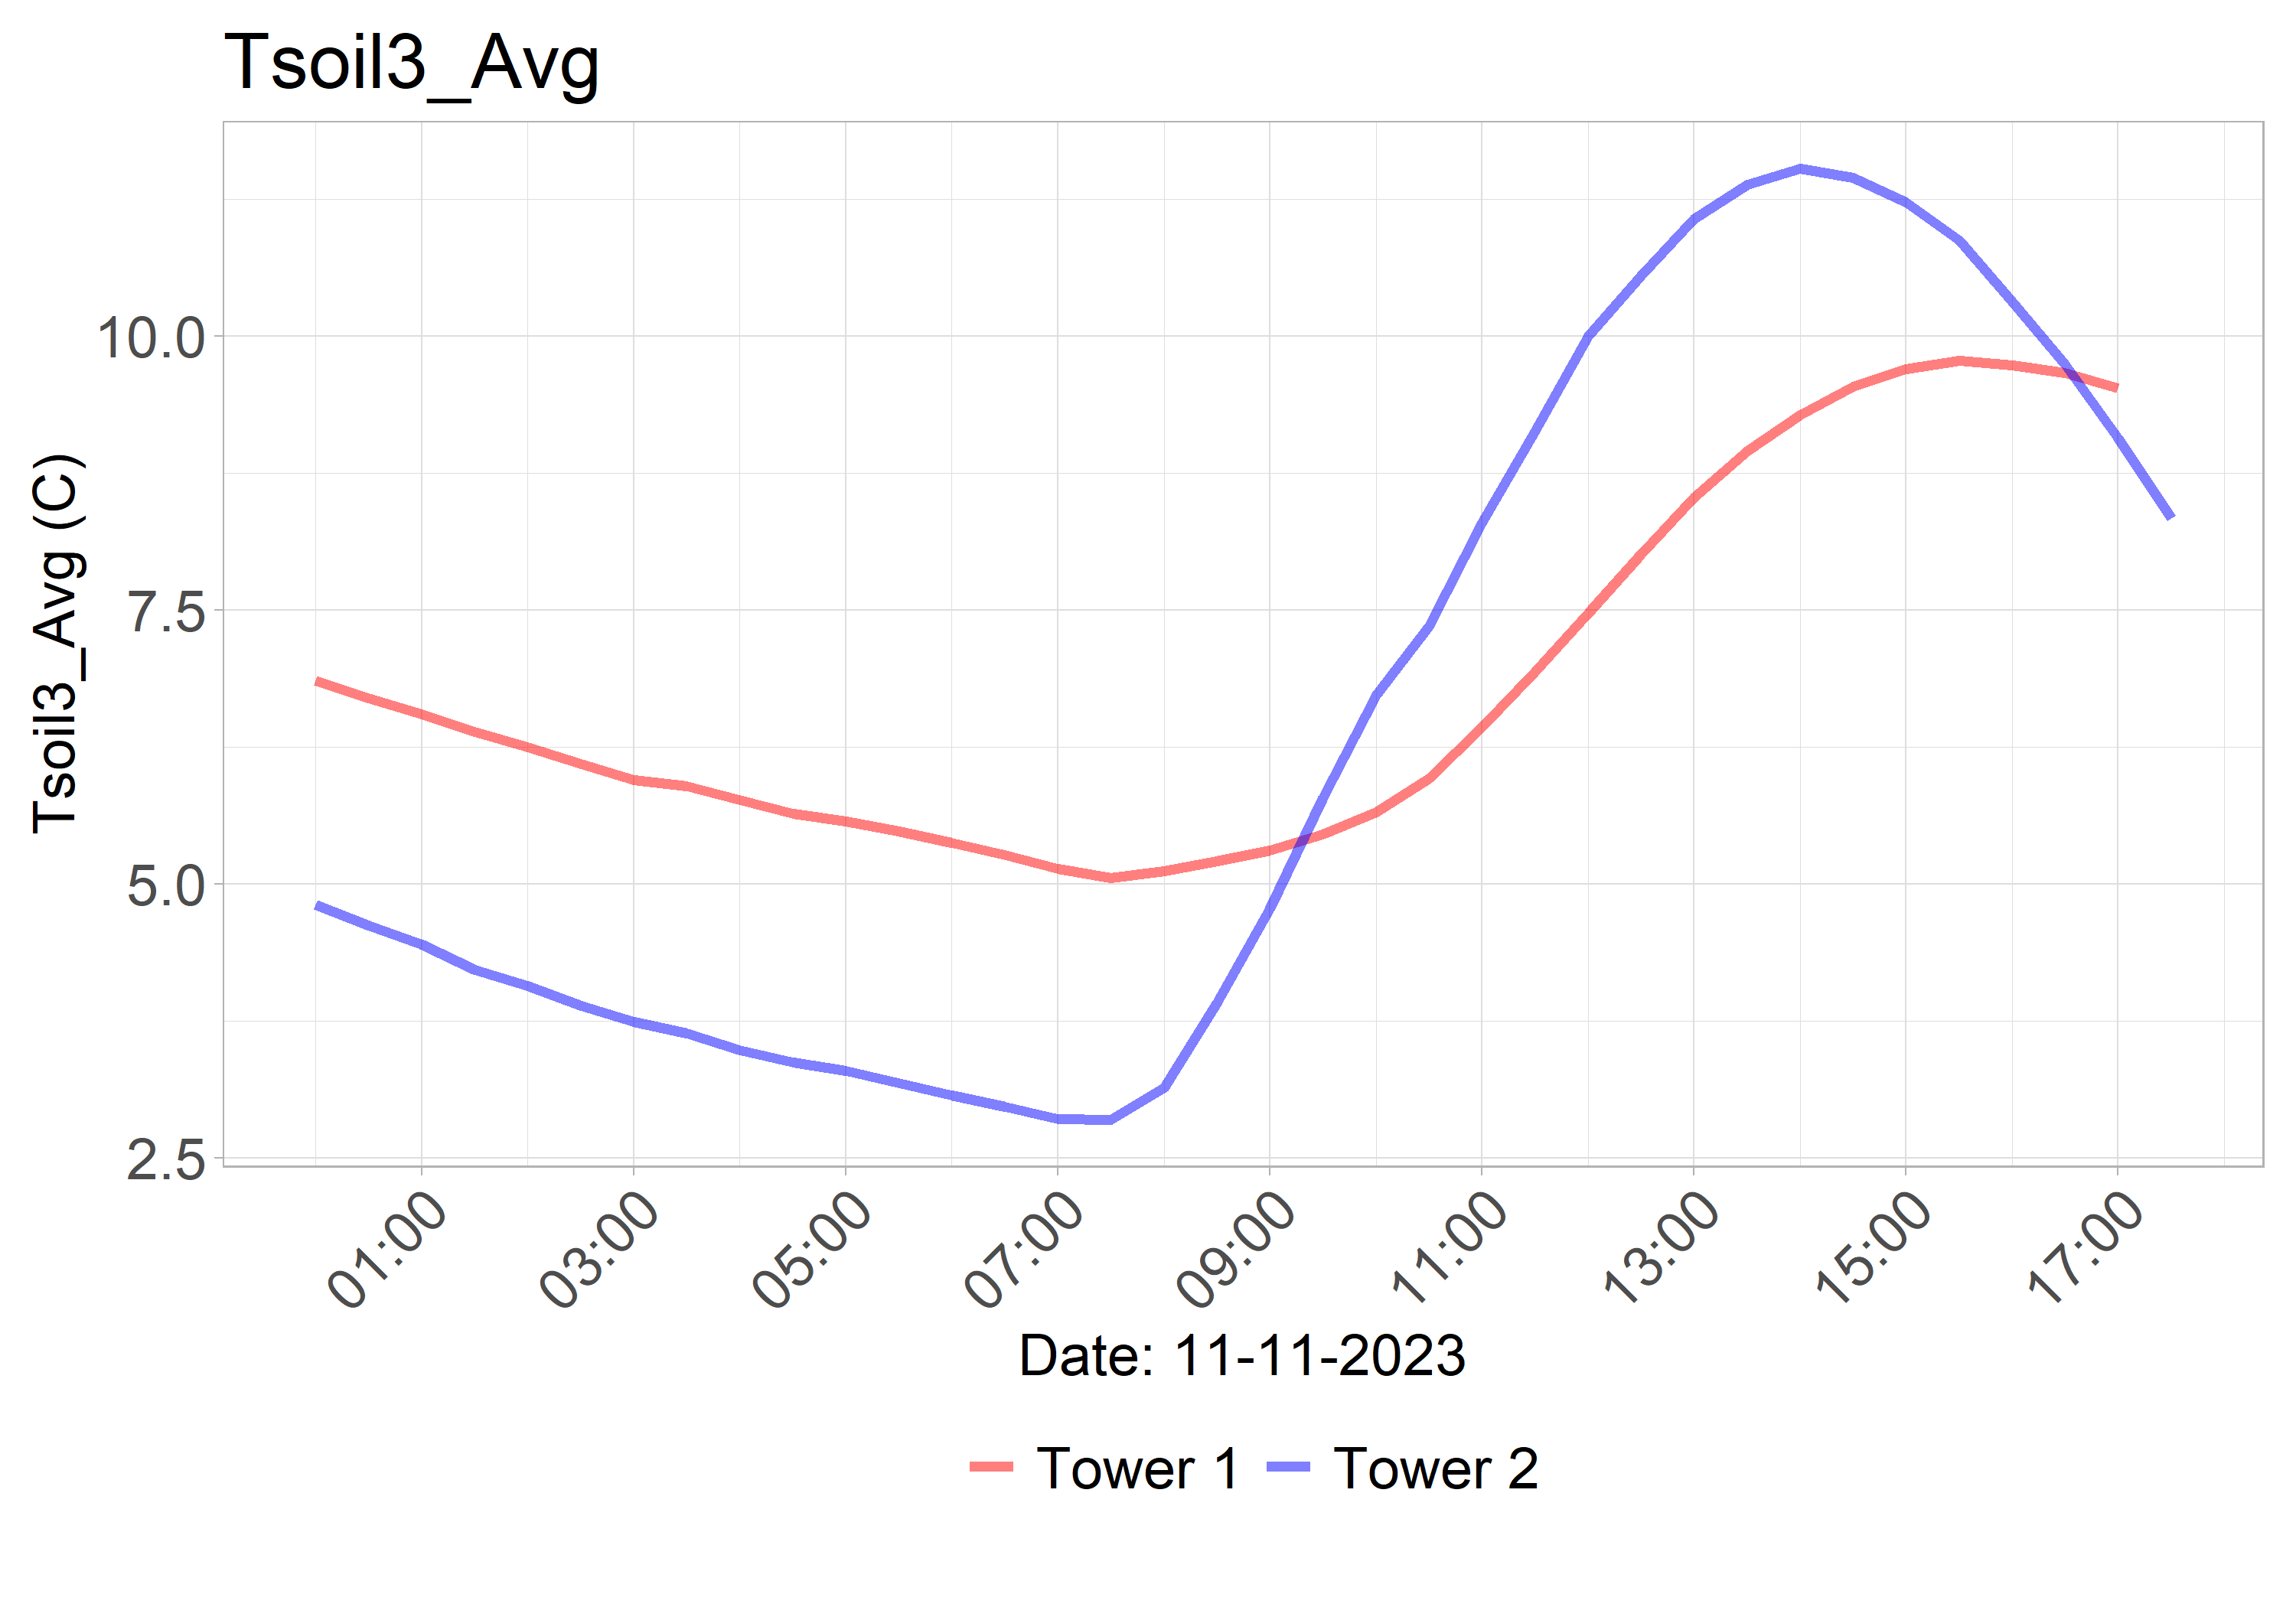 Tsoil3_Avg
Tsoil3_Avg (C)
10.0
7.5
5.0
2.5
01:00 03:00 05:00 07:00 09:00 11:00 13:00 15:00 17:00
Date: 11-11-2023
Tower 1 Tower 2